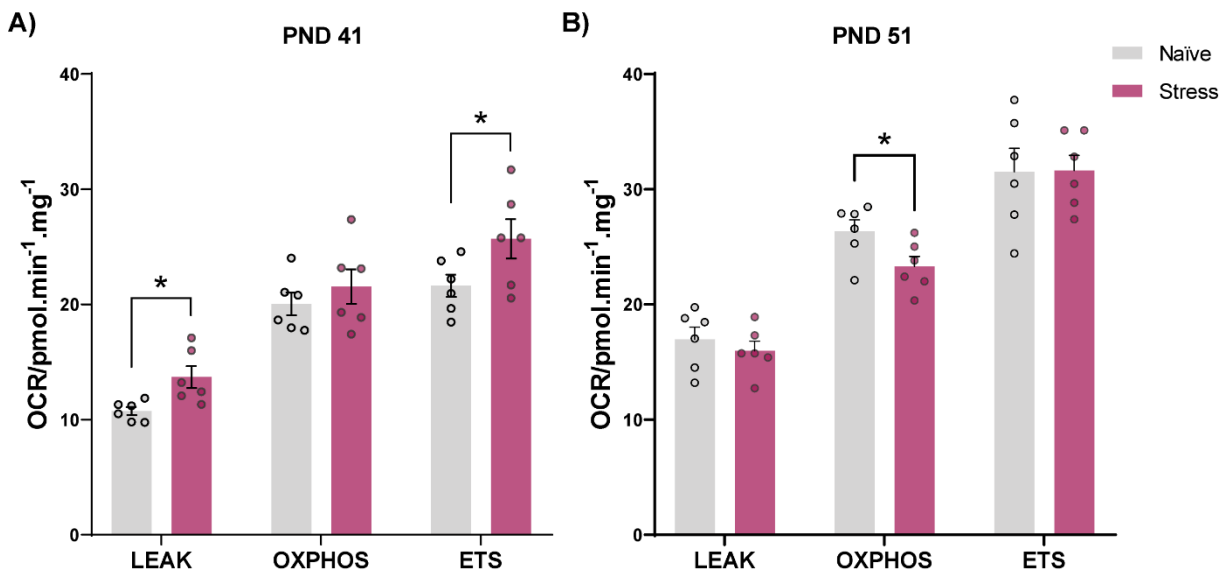 A)
PND 41
OCR/pmol.min⁻¹.mg⁻¹
40
30
20
10
0
*
*
LEAK OXPHOS ETS
B)
PND 51
Naïve
Stress
OCR/pmol.min⁻¹.mg⁻¹
40
30
20
10
0
*
LEAK OXPHOS ETS